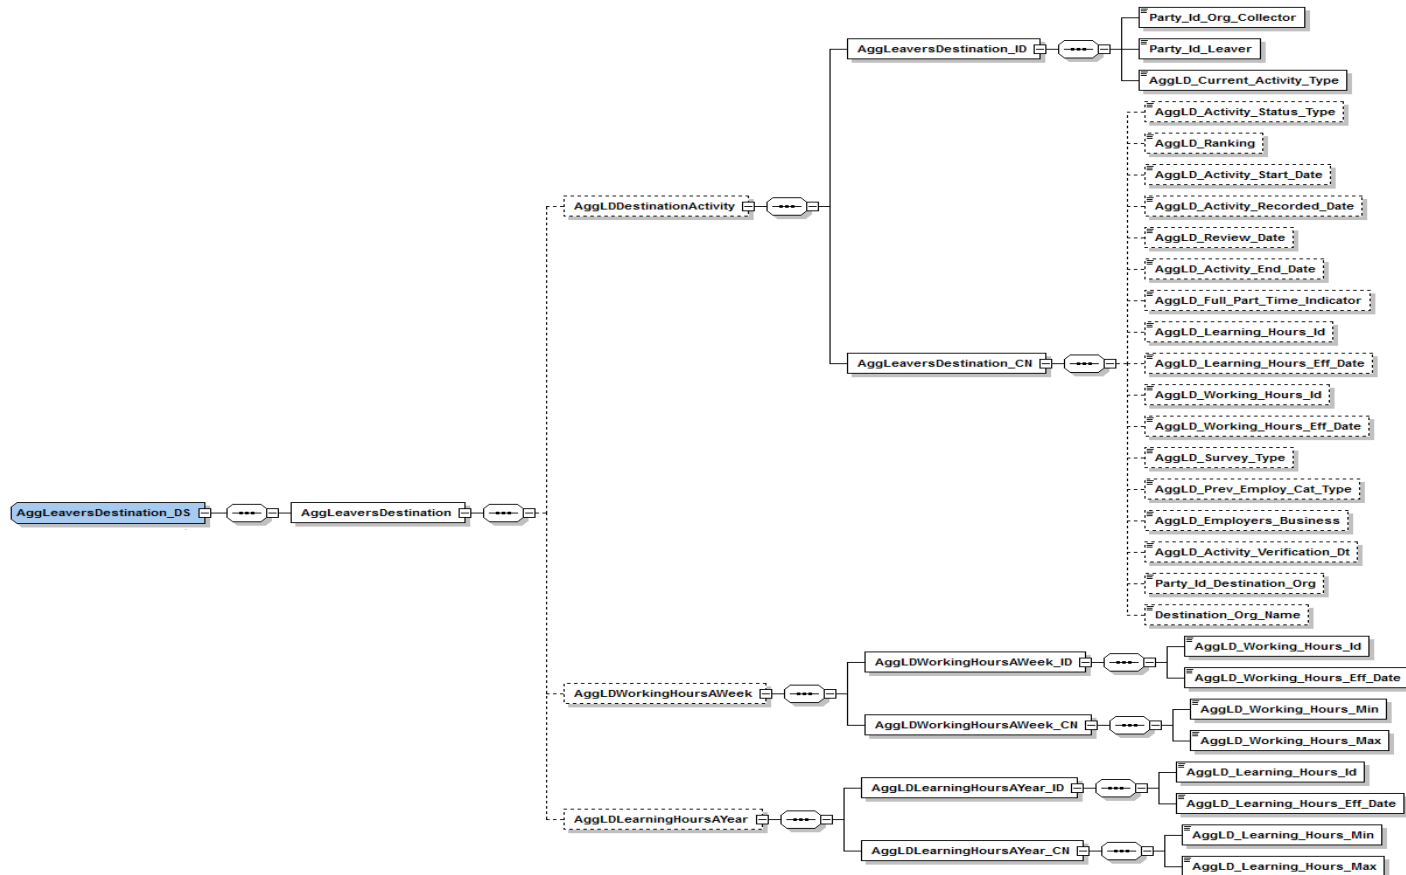 Party_Id_Org_Collector
AggLeaversDestination_ID
Party_Id_Leaver
AggLD_Current_Activity_Type
AggLD_Activity_Status_Type
AggLD_Ranking
AggLD_Activity_Start_Date
AggLDDestinationActivity
AggLD_Activity_Recorded_Date
AggLD_Review_Date
AggLD_Activity_End_Date
AggLD_Full_Part_Time_Indicator
AggLD_Learning_Hours_Id
AggLeaversDestination_CN
AggLD_Learning_Hours_Eff_Date
AggLD_Working_Hours_Id
AggLD_Working_Hours_Eff_Date
AggLD_Survey_Type
AggLD_Prev_Employ_Cat_Type
AggLeaversDestination_DS
AggLeaversDestination
AggLD_Employers_Business
AggLD_Activity_Verification_Dt
Party_Id_Destination_Org
Destination_Org_Name
AggLD_Working_Hours_Id
AggLDWorkingHoursAWeek_ID
AggLD_Working_Hours_Eff_Date
AggLDWorkingHoursAWeek
AggLD_Working_Hours_Min
AggLDWorkingHoursAWeek_CN
AggLD_Working_Hours_Max
AggLD_Learning_Hours_Id
AggLDLearningHoursAYear_ID
AggLD_Learning_Hours_Eff_Date
AggLDLearningHoursAYear
AggLD_Learning_Hours_Min
AggLDLearningHoursAYear_CN
AggLD_Learning_Hours_Max